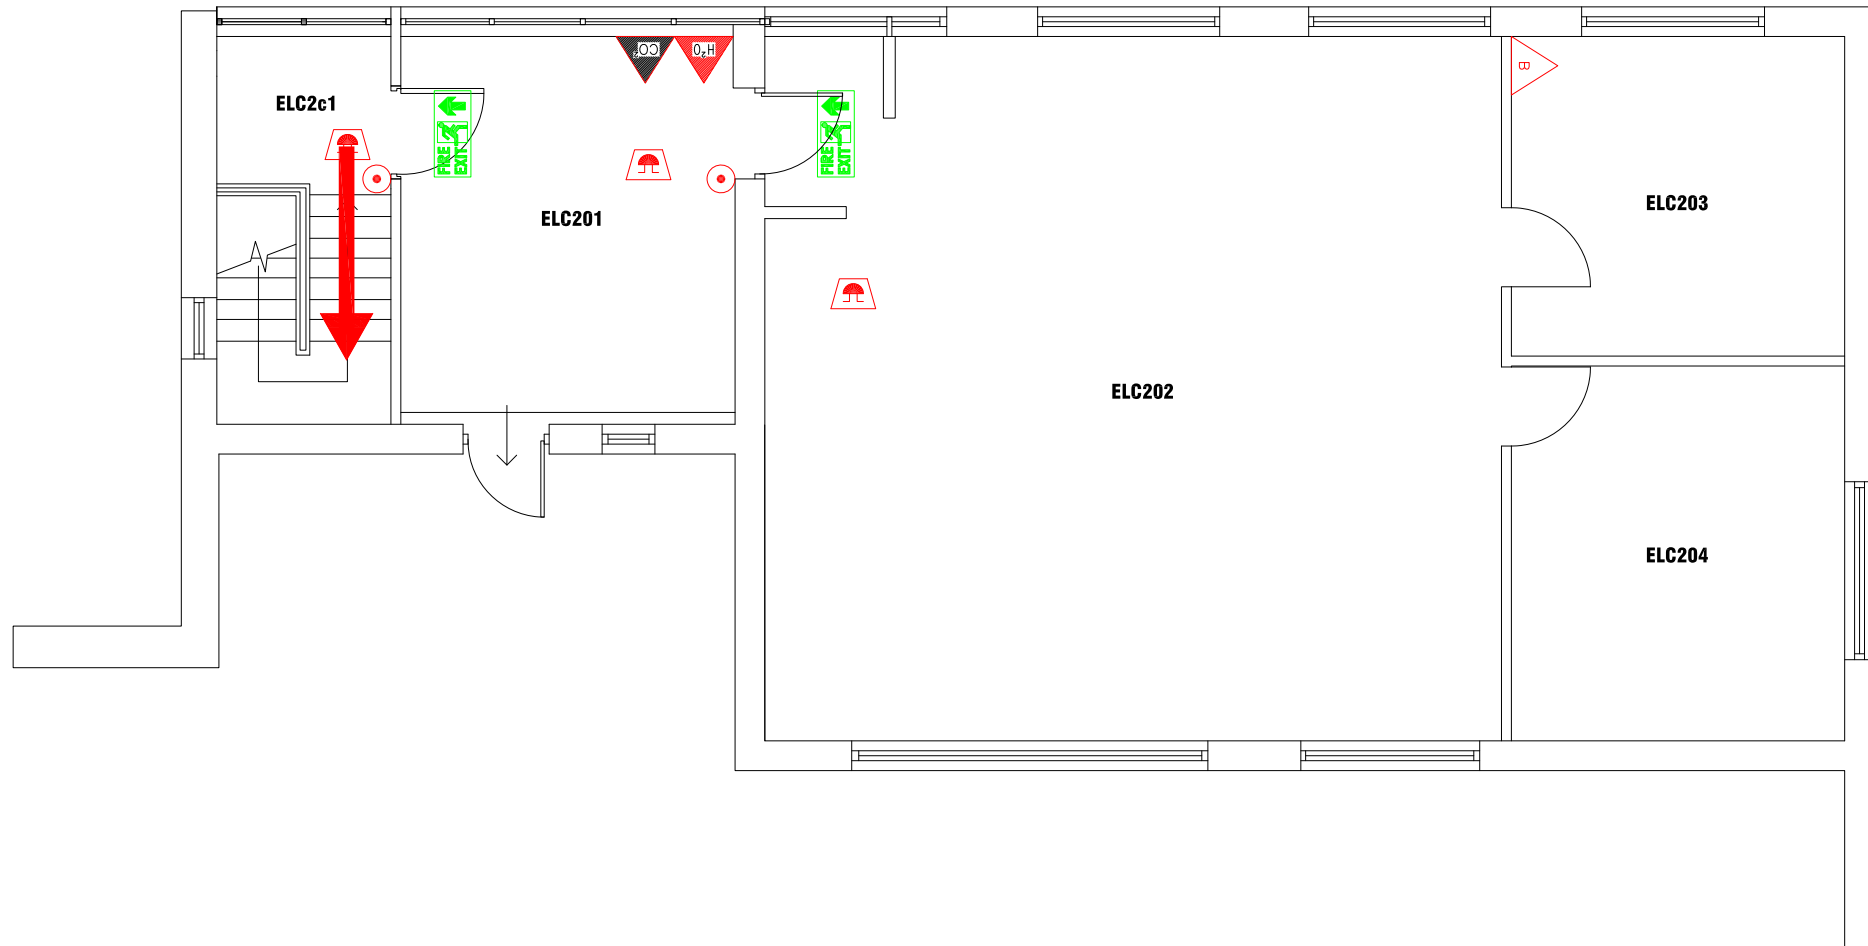 CO₂
H₂O
B
ELC2c1
FIRE
EXIT
FIRE
EXIT
ELC201
ELC203
ELC202
ELC204